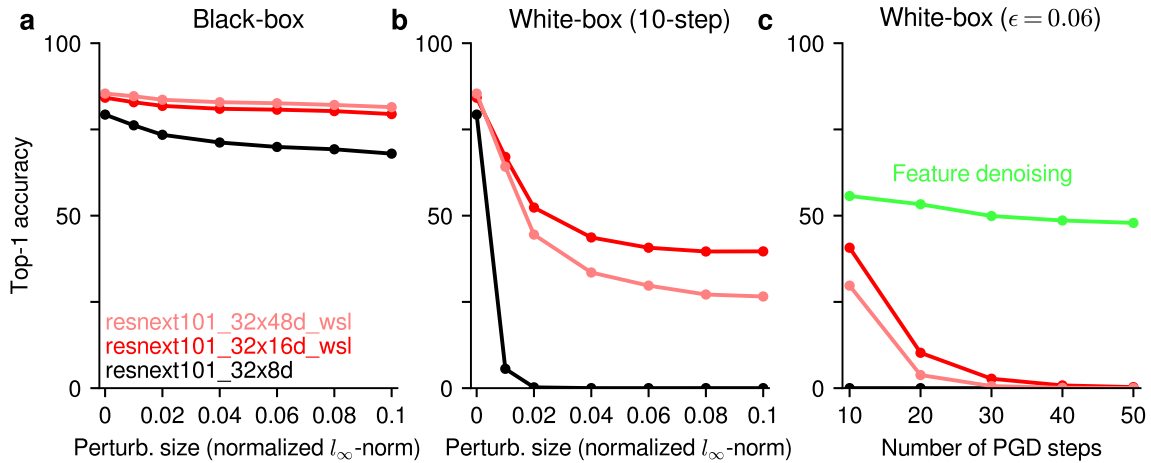 a Black-box
b White-box (10-step)
c White-box (ϵ = 0.06)
Top-1 accuracy
100
50
0
resnext101_32x48d_wsl
resnext101_32x16d_wsl
resnext101_32x8d
0 0.02 0.04 0.06 0.08 0.1
Perturb. size (normalized l∞-norm)
100
50
0
0 0.02 0.04 0.06 0.08 0.1
Perturb. size (normalized l∞-norm)
100
50
0
Feature denoising
10 20 30 40 50
Number of PGD steps